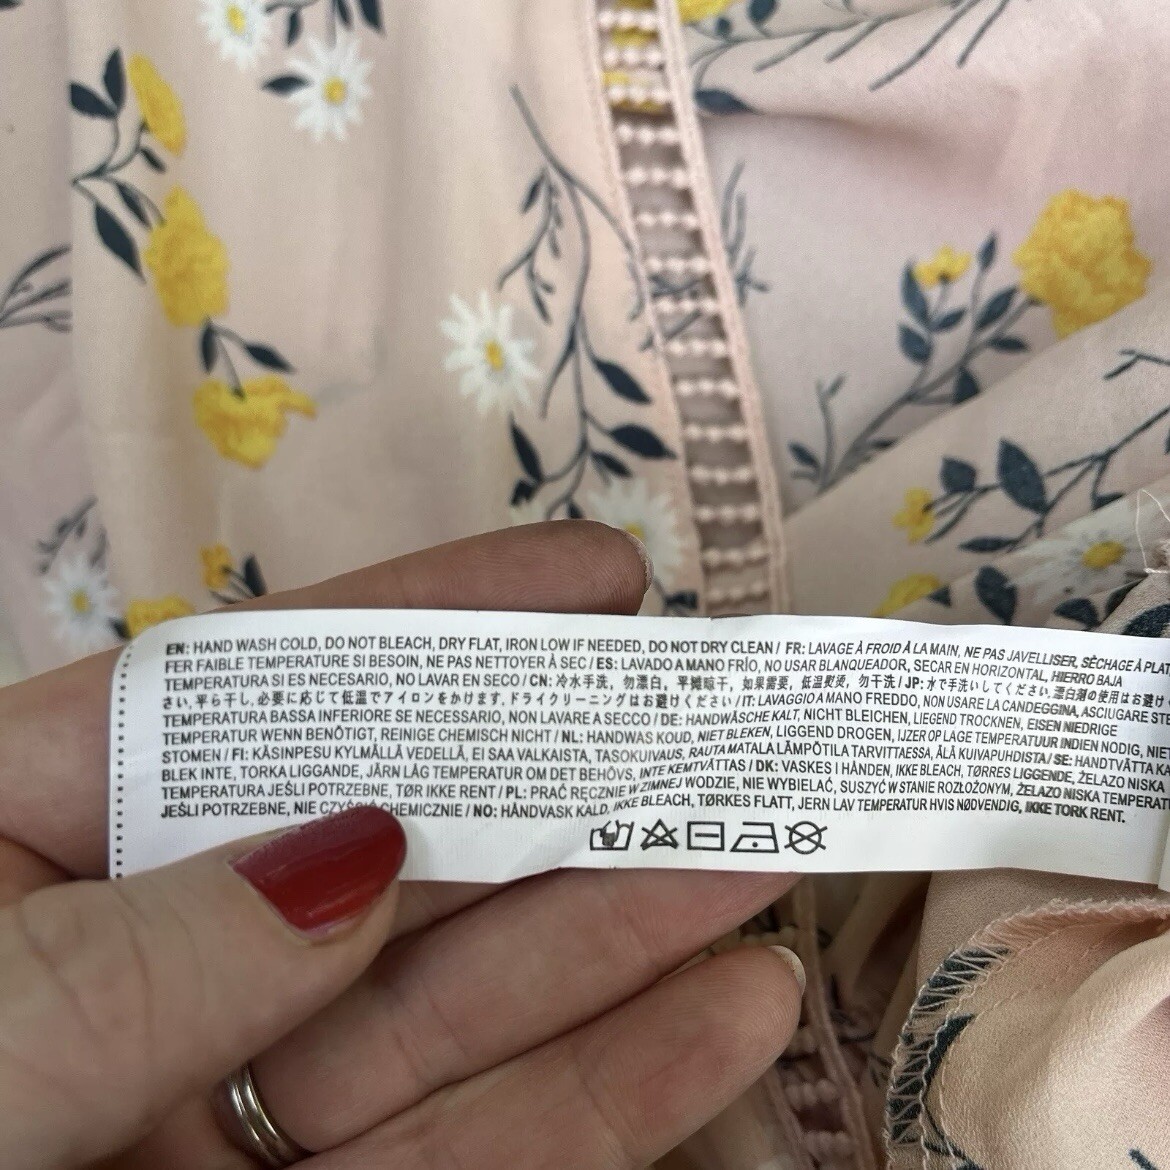 EN: HAND WASH COLD, DO NOT BLEACH, DRY FLAT, IRON LOW IF NEEDED, DO NOT DRY CLEAN / FR: LAVAGE À FROID À LA MAIN, NE PAS JAVELLISER, SÈCHAGE À PLAT
FER FAIBLE TEMPERATURE SI BESOIN, NE PAS NETTOYER À SEC / ES: LAVADO A MANO FRÍO, NO USAR BLANQUEADOR, SECAR EN HORIZONTAL, HIERRO BAJA
TEMPERATURA SI ES NECESARIO, NO LAVAR EN SECO / CN: 冷水手洗, 勿漂白, 平摊晾干, 如果需要, 低温熨烫, 勿干洗 / JP: 水で手洗いしてください, 漂白剤の使用はお避けく
さい, 平ら干し, 必要に応じて低温でアイロンをかけます, ドライクリーニングはお避けください / IT: LAVAGGIO A MANO FREDDO, NON USARE LA CANDEGGINA, ASCIUGARE STE
TEMPERATURA BASSA INFERIORE SE NECESSARIO, NON LAVARE A SECCO / DE: HANDWÄSCHE KALT, NICHT BLEICHEN, LIEGEND TROCKNEN, EISEN NIEDRIGE
TEMPERATUR WENN BENÖTIGT, REINIGE CHEMISCH NICHT / NL: HANDWAS KOUD, NIET BLEKEN, LIGGEND DROGEN, IJZER OP LAGE TEMPERATUUR INDIEN NODIG, NIET
STOMEN / FI: KÄSINPESU KYLMÄLLÄ VEDELLÄ, EI SAA VALKAISTA, TASOKUIVAUS, RAUTA MATALA LÄMPÖTILA TARVITTAESSA, ÄLÄ KUIVAPUHDISTA / SE: HANDTVÄTTA KA
BLEK INTE, TORKA LIGGANDE, JÄRN LÅG TEMPERATUR OM DET BEHÖVS, INTE KEMTVÄTTAS / DK: VASKES I HÅNDEN, IKKE BLEACH, TØRRES LIGGENDE, ŻELAZO NISKA
TEMPERATURA JEŚLI POTRZEBNE, TØR IKKE RENT / PL: PRAĆ RĘCZNIE W ZIMNEJ WODZIE, NIE WYBIELAĆ, SUSZYĆ W STANIE ROZŁOŻONYM, ŻELAZO NISKA TEMPERAT
JEŚLI POTRZEBNE, NIE CZYŚCIĆ CHEMICZNIE / NO: HÅNDVASK KALD, IKKE BLEACH, TØRKES FLATT, JERN LAV TEMPERATUR HVIS NØDVENDIG, IKKE TORK RENT.